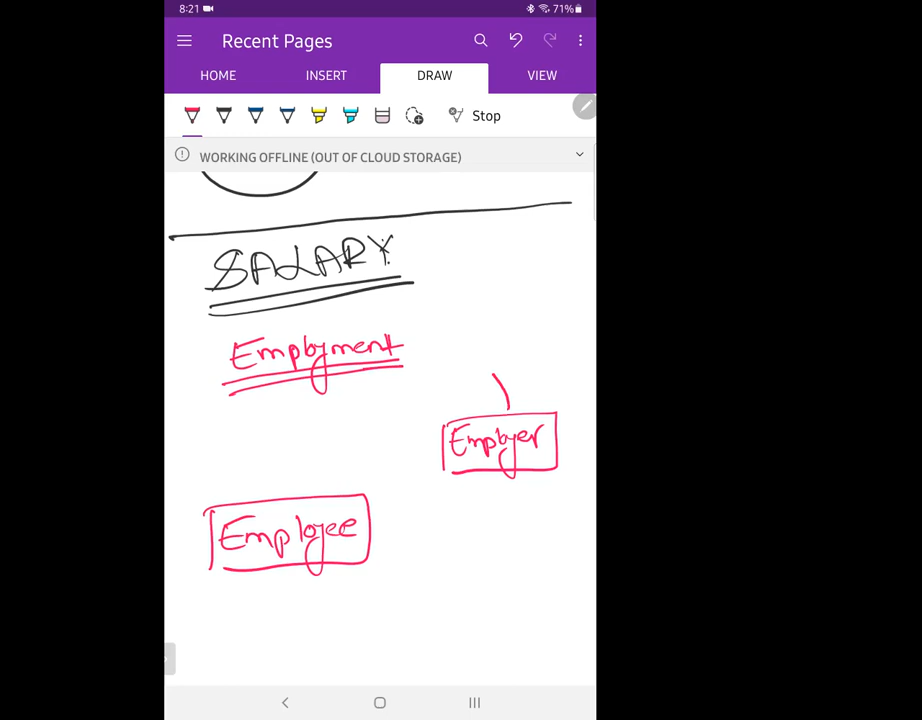 8:21
71%
Recent Pages
HOME INSERT DRAW VIEW
Stop
WORKING OFFLINE (OUT OF CLOUD STORAGE)
SALARY
Employment
Employer
Employee